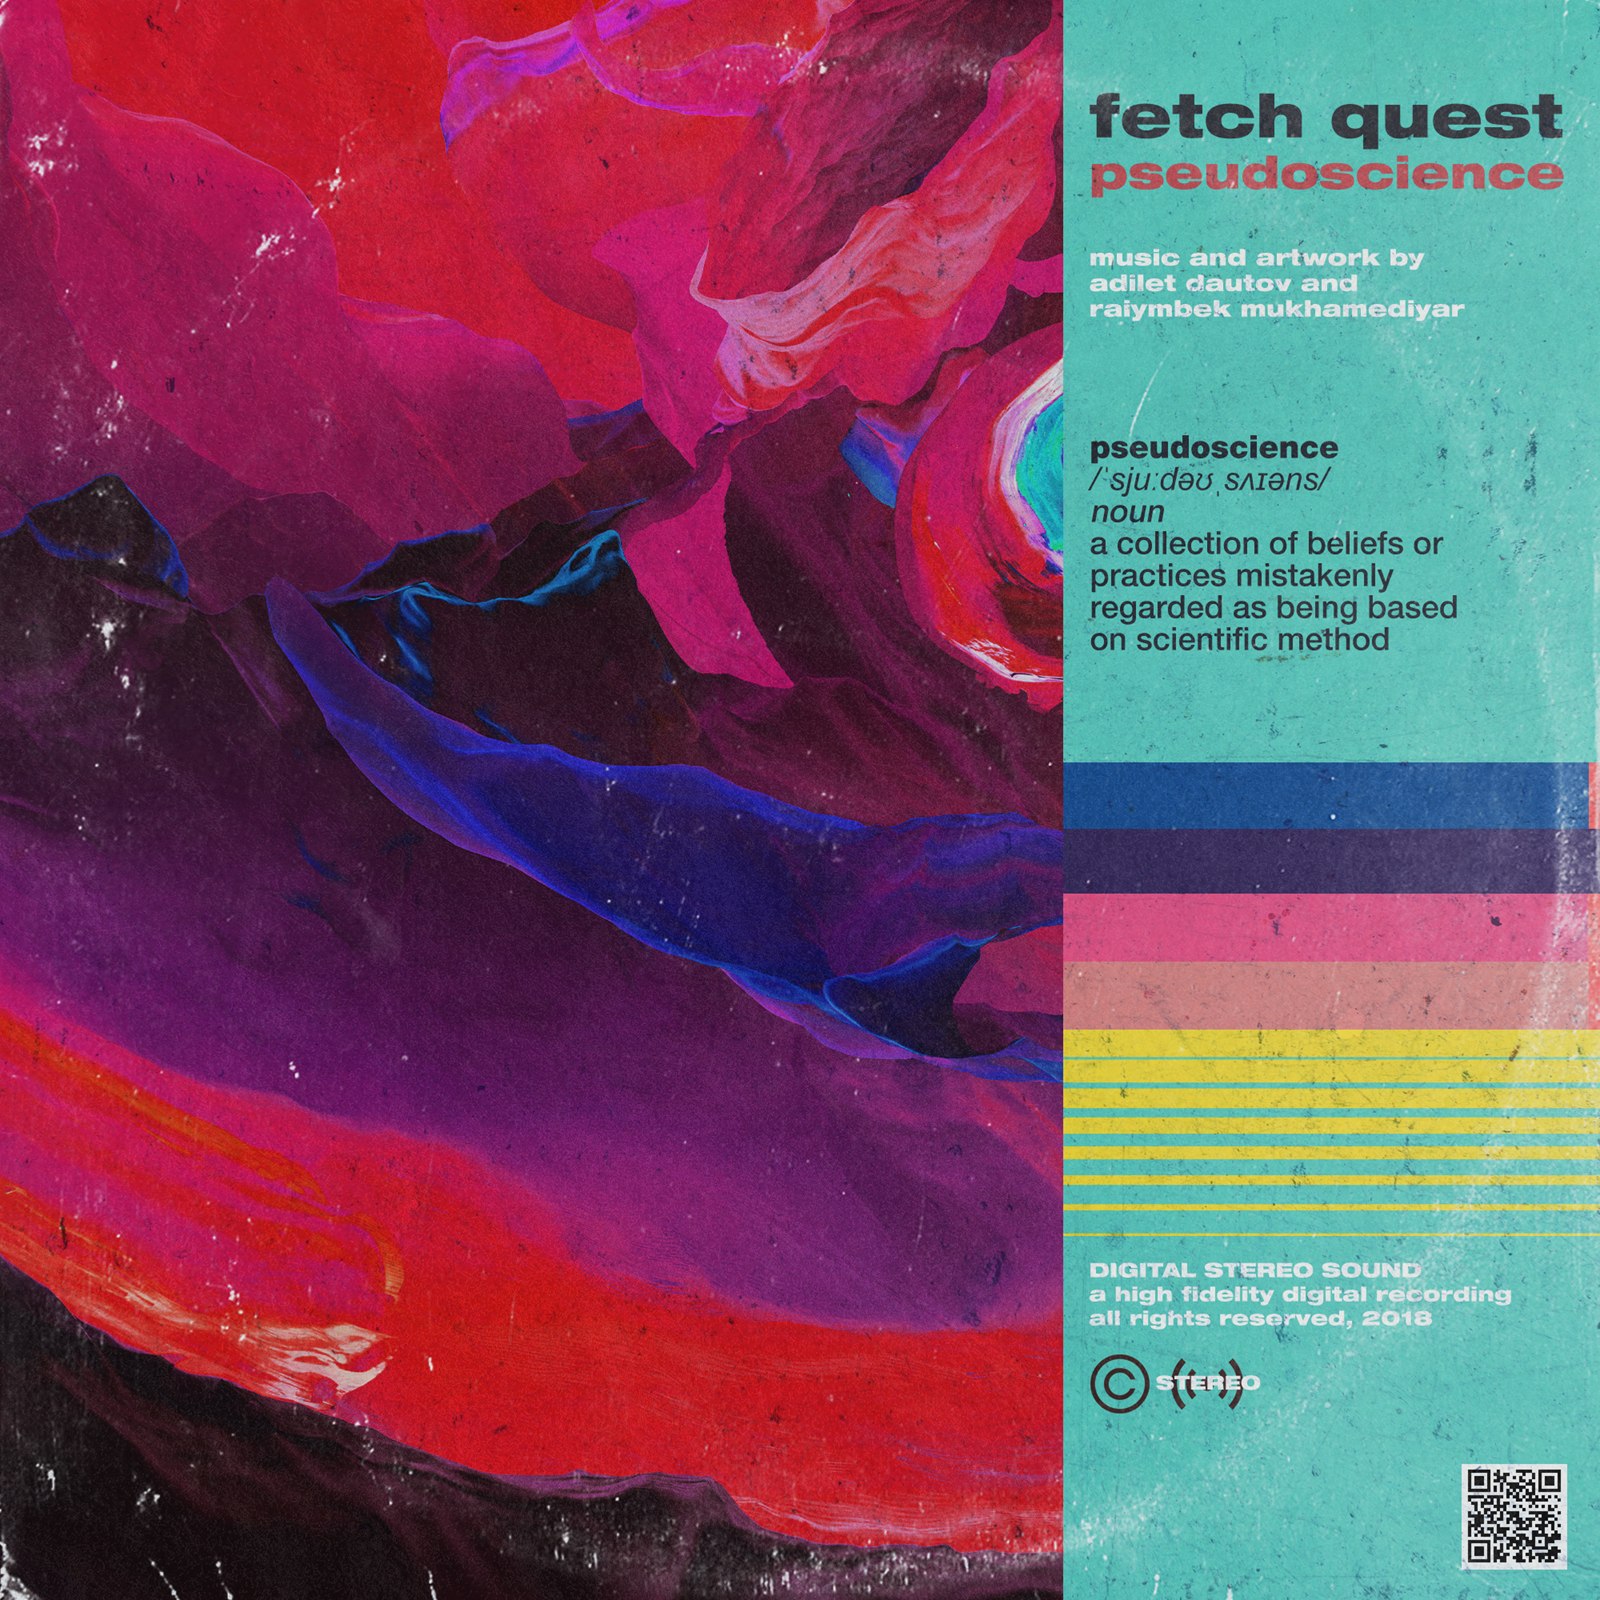 fetch quest
pseudoscience
music and artwork by
adilet dautov and
raiymbek mukhamediyar
pseudoscience
/ˈsjuːdəʊˌsʌɪəns/
noun
a collection of beliefs or
practices mistakenly
regarded as being based
on scientific method
DIGITAL STEREO SOUND
a high fidelity digital recording
all rights reserved, 2018
© STEREO